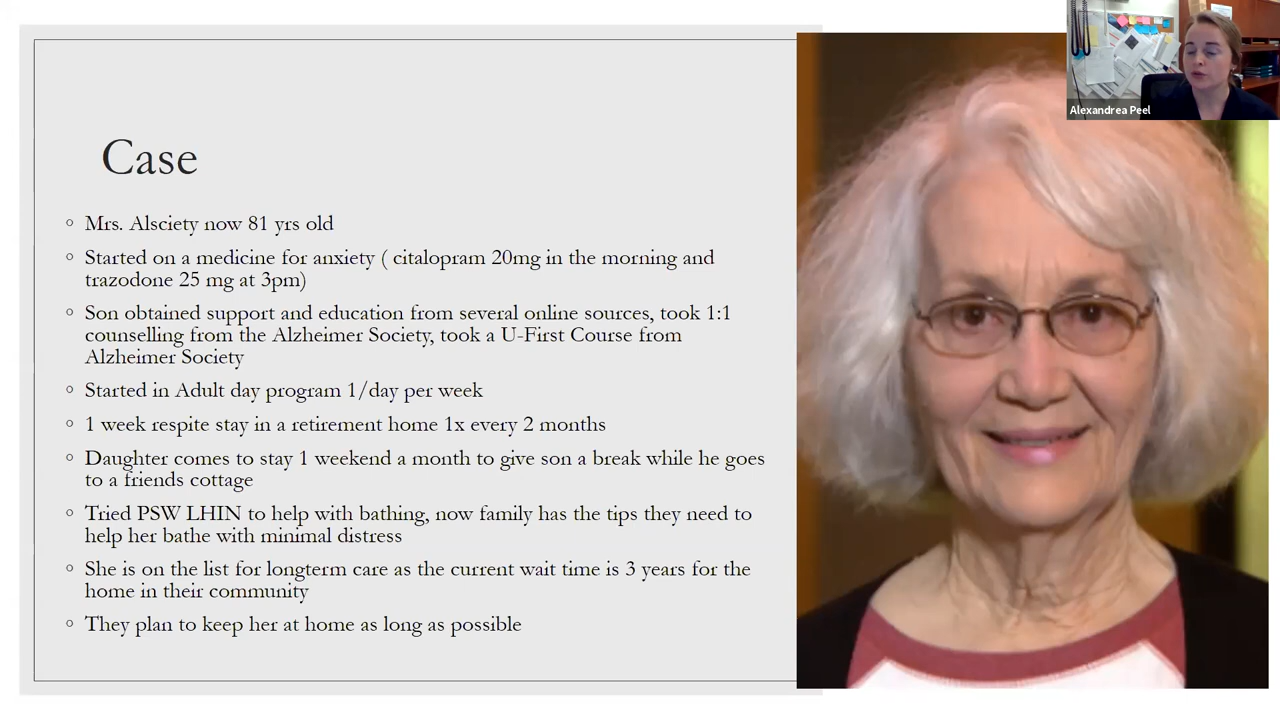 Alexandrea Peel
Case
Mrs. Alsciety now 81 yrs old
Started on a medicine for anxiety ( citalopram 20mg in the morning and
trazodone 25 mg at 3pm)
Son obtained support and education from several online sources, took 1:1
counselling from the Alzheimer Society, took a U-First Course from
Alzheimer Society
Started in Adult day program 1/day per week
1 week respite stay in a retirement home 1x every 2 months
Daughter comes to stay 1 weekend a month to give son a break while he goes
to a friends cottage
Tried PSW LHIN to help with bathing, now family has the tips they need to
help her bathe with minimal distress
She is on the list for longterm care as the current wait time is 3 years for the
home in their community
They plan to keep her at home as long as possible